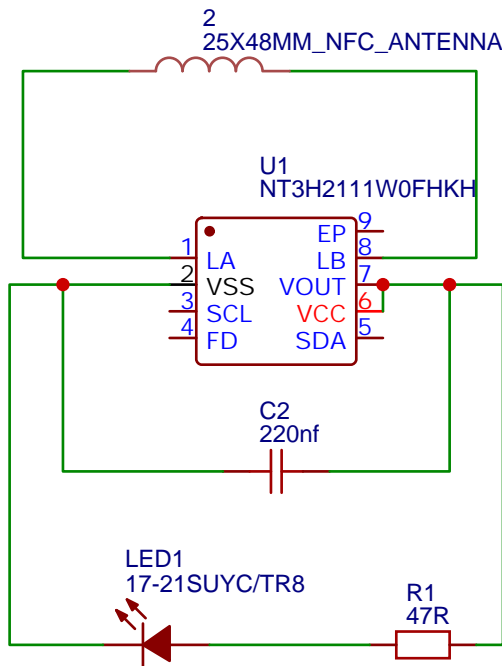 2
25X48MM_NFC_ANTENNA
U1
NT3H2111W0FHKH
EP 9
1 LA LB 8
2 VSS VOUT 7
3 SCL VCC 6
4 FD SDA 5
C2
220nf
LED1
17-21SUYC/TR8
R1
47R